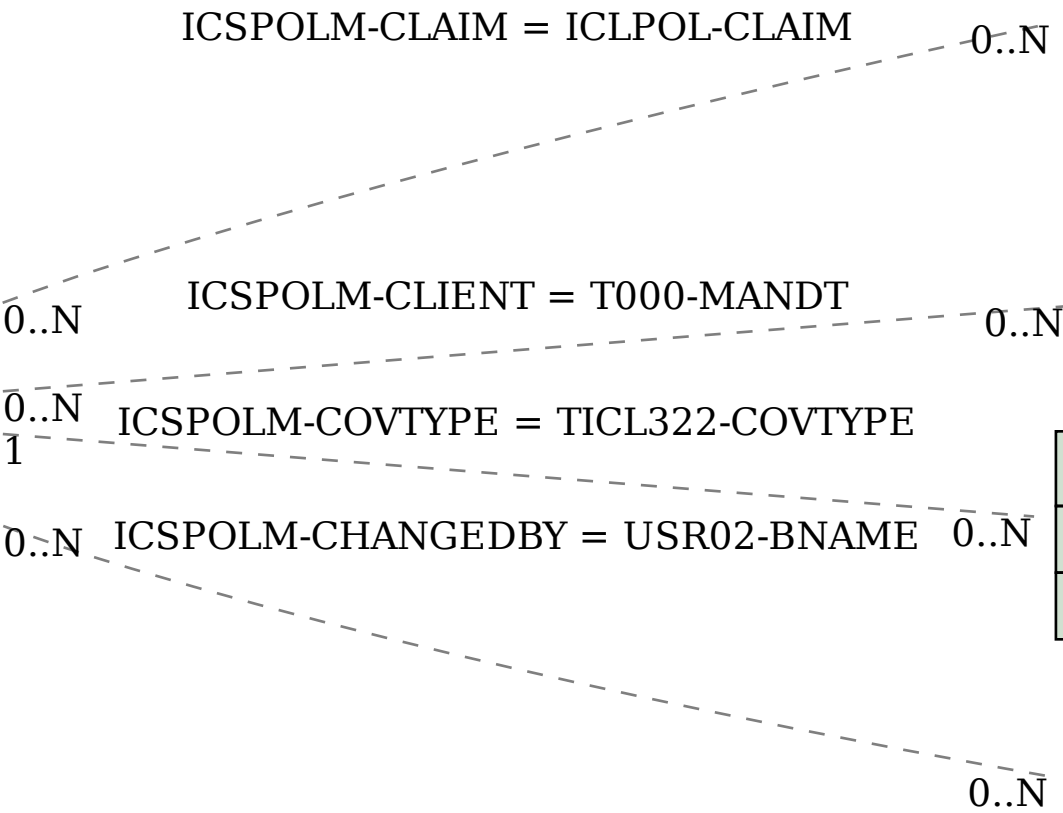 ICSPOLM-CLAIM = ICLPOL-CLAIM
0..N
0..N
ICSPOLM-CLIENT = T000-MANDT
0..N
0..N
ICSPOLM-COVTYPE = TICL322-COVTYPE
1
0..N
ICSPOLM-CHANGEDBY = USR02-BNAME
0..N
0..N